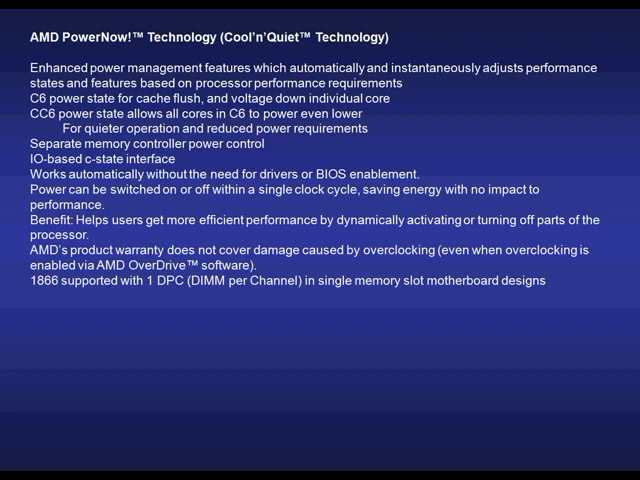 AMD PowerNow!™ Technology (Cool’n’Quiet™ Technology)
Enhanced power management features which automatically and instantaneously adjusts performance
states and features based on processor performance requirements
C6 power state for cache flush, and voltage down individual core
CC6 power state allows all cores in C6 to power even lower
For quieter operation and reduced power requirements
Separate memory controller power control
IO-based c-state interface
Works automatically without the need for drivers or BIOS enablement.
Power can be switched on or off within a single clock cycle, saving energy with no impact to
performance.
Benefit: Helps users get more efficient performance by dynamically activating or turning off parts of the
processor.
AMD’s product warranty does not cover damage caused by overclocking (even when overclocking is
enabled via AMD OverDrive™ software).
1866 supported with 1 DPC (DIMM per Channel) in single memory slot motherboard designs